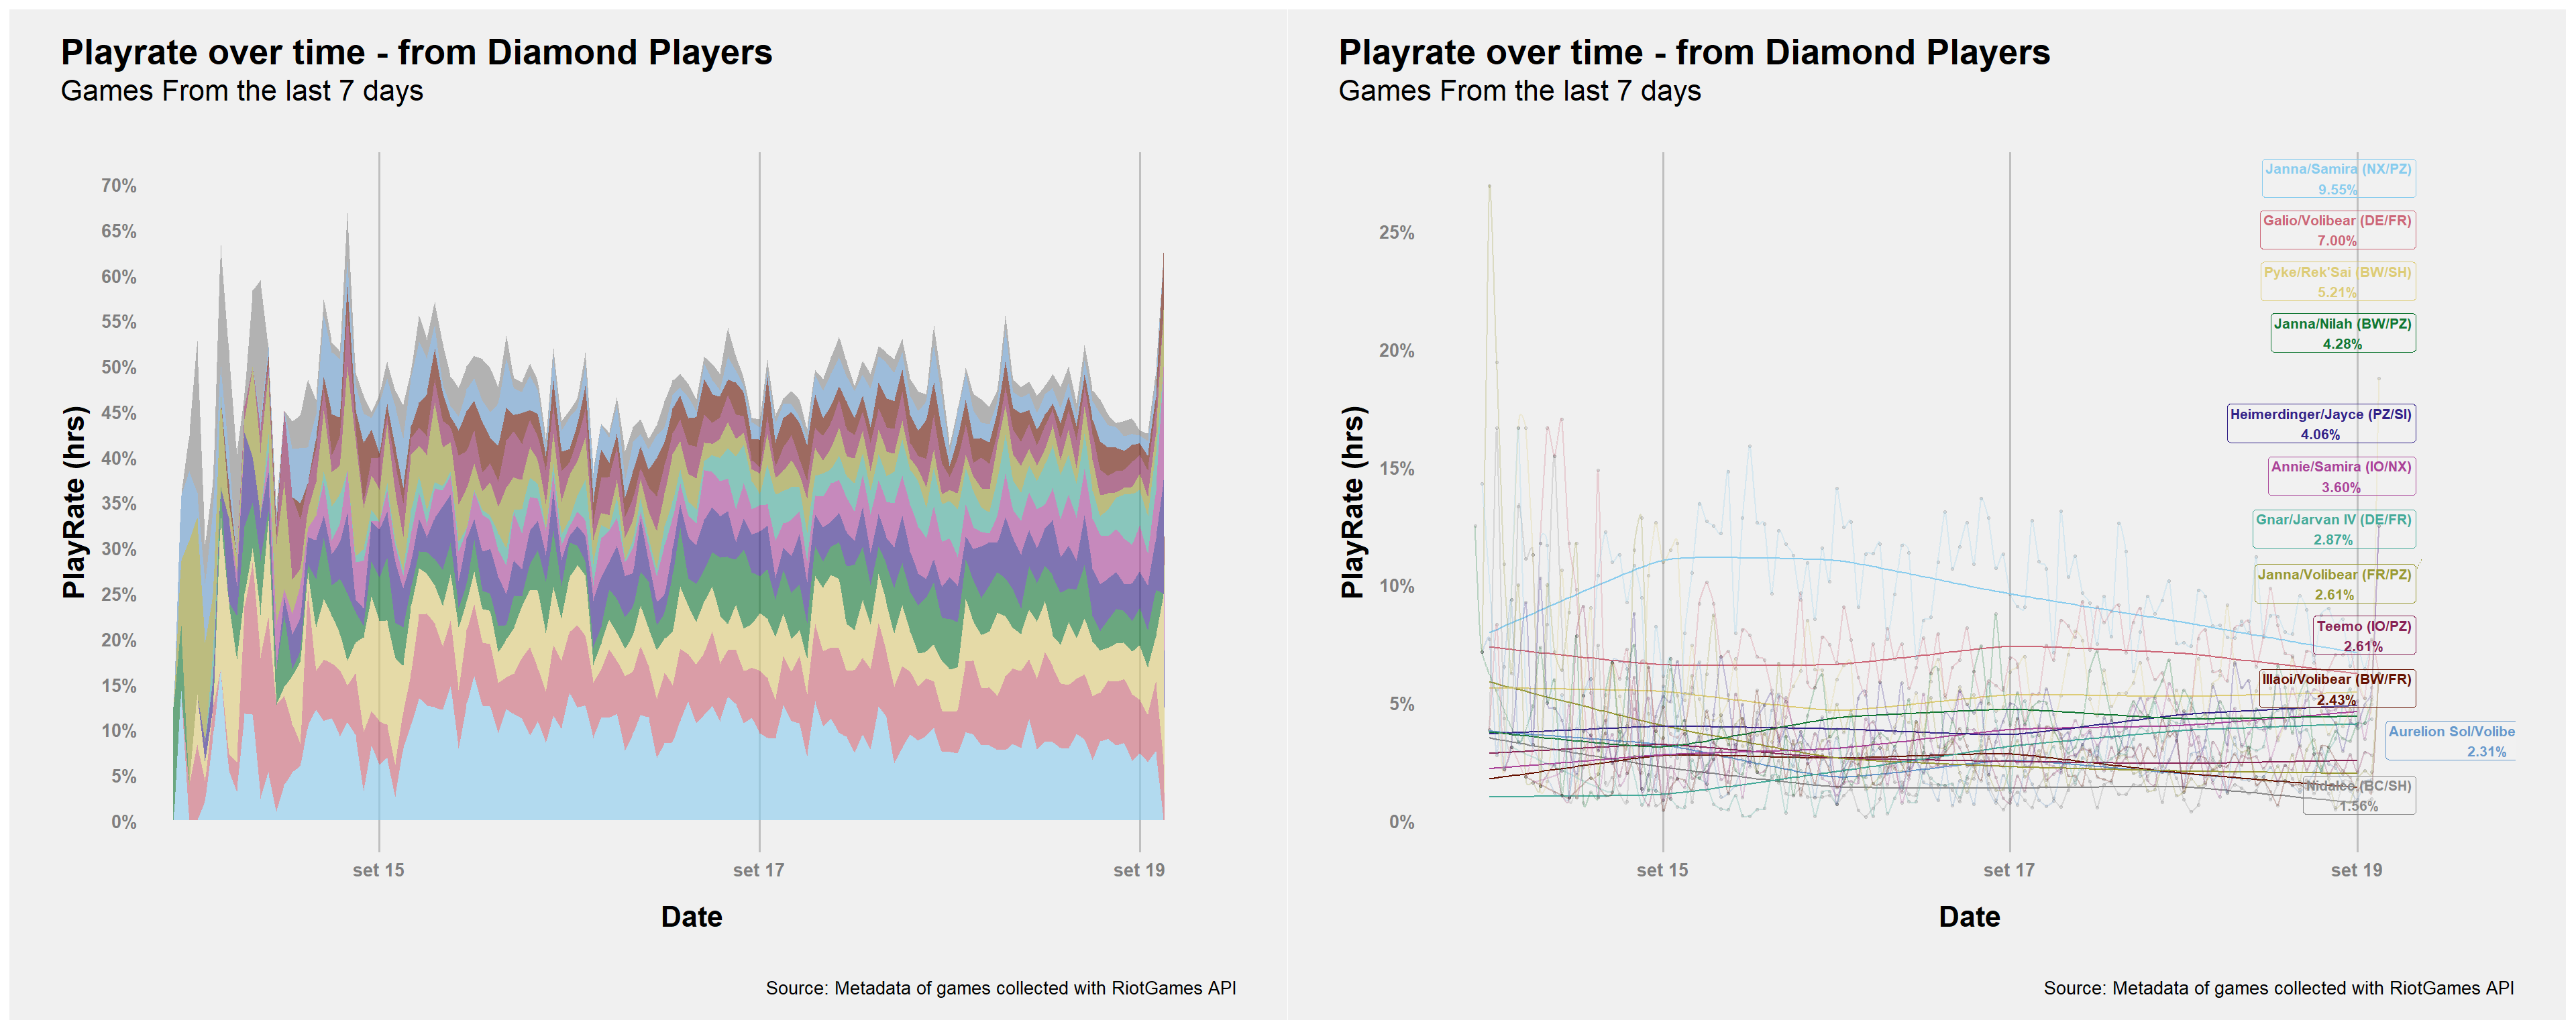 Playrate over time - from Diamond Players
Games From the last 7 days
70%
65%
60%
55%
50%
45%
40%
35%
30%
25%
20%
15%
10%
5%
0%
PlayRate (hrs)
set 15
set 17
set 19
Date
Source: Metadata of games collected with RiotGames API
Playrate over time - from Diamond Players
Games From the last 7 days
25%
20%
15%
10%
5%
0%
PlayRate (hrs)
Janna/Samira (NX/PZ)
9.55%
Galio/Volibear (DE/FR)
7.00%
Pyke/Rek'Sai (BW/SH)
5.21%
Janna/Nilah (BW/PZ)
4.28%
Heimerdinger/Jayce (PZ/SI)
4.06%
Annie/Samira (IO/NX)
3.60%
Gnar/Jarvan IV (DE/FR)
2.87%
Janna/Volibear (FR/PZ)
2.61%
Teemo (IO/PZ)
2.61%
Illaoi/Volibear (BW/FR)
2.43%
Aurelion Sol/Volibe
2.31%
Nidalee (BC/SH)
1.56%
set 15
set 17
set 19
Date
Source: Metadata of games collected with RiotGames API